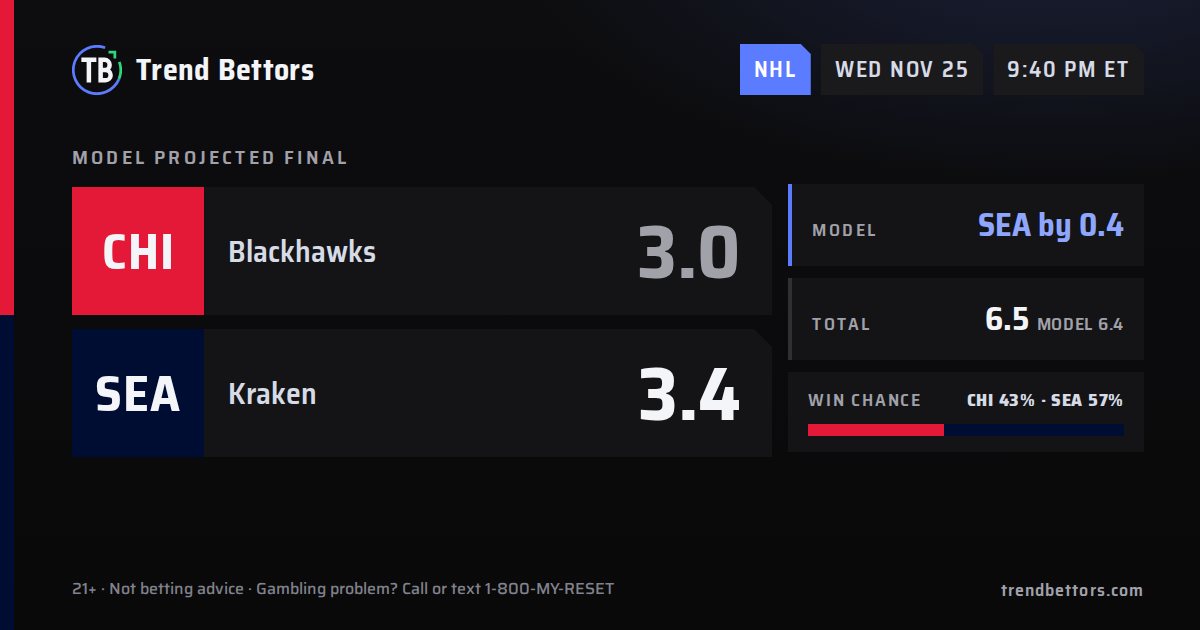 TB Trend Bettors
NHL WED NOV 25 9:40 PM ET
MODEL PROJECTED FINAL
CHI Blackhawks 3.0
SEA Kraken 3.4
MODEL SEA by 0.4
TOTAL 6.5 MODEL 6.4
WIN CHANCE CHI 43% · SEA 57%
21+ · Not betting advice · Gambling problem? Call or text 1-800-MY-RESET
trendbettors.com